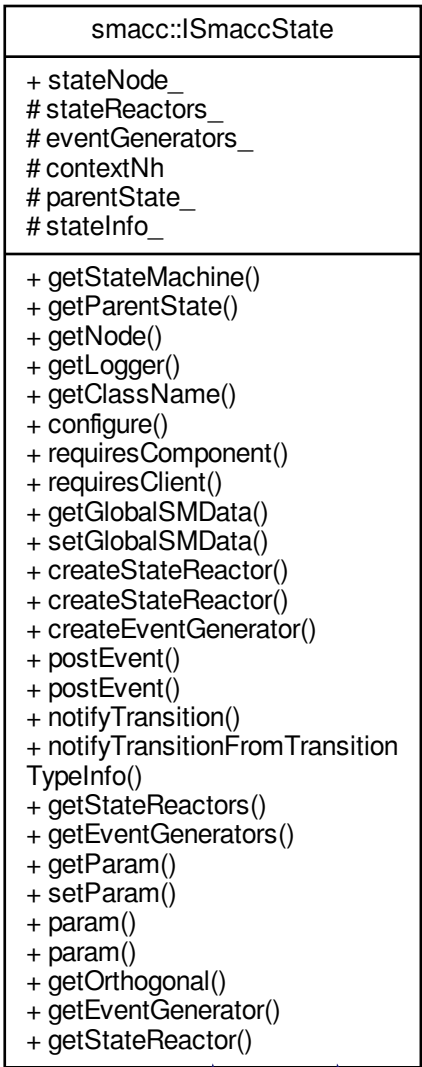 smacc::ISmaccState
+ stateNode_
# stateReactors_
# eventGenerators_
# contextNh
# parentState_
# stateInfo_
+ getStateMachine()
+ getParentState()
+ getNode()
+ getLogger()
+ getClassName()
+ configure()
+ requiresComponent()
+ requiresClient()
+ getGlobalSMData()
+ setGlobalSMData()
+ createStateReactor()
+ createStateReactor()
+ createEventGenerator()
+ postEvent()
+ postEvent()
+ notifyTransition()
+ notifyTransitionFromTransition
TypeInfo()
+ getStateReactors()
+ getEventGenerators()
+ getParam()
+ setParam()
+ param()
+ param()
+ getOrthogonal()
+ getEventGenerator()
+ getStateReactor()